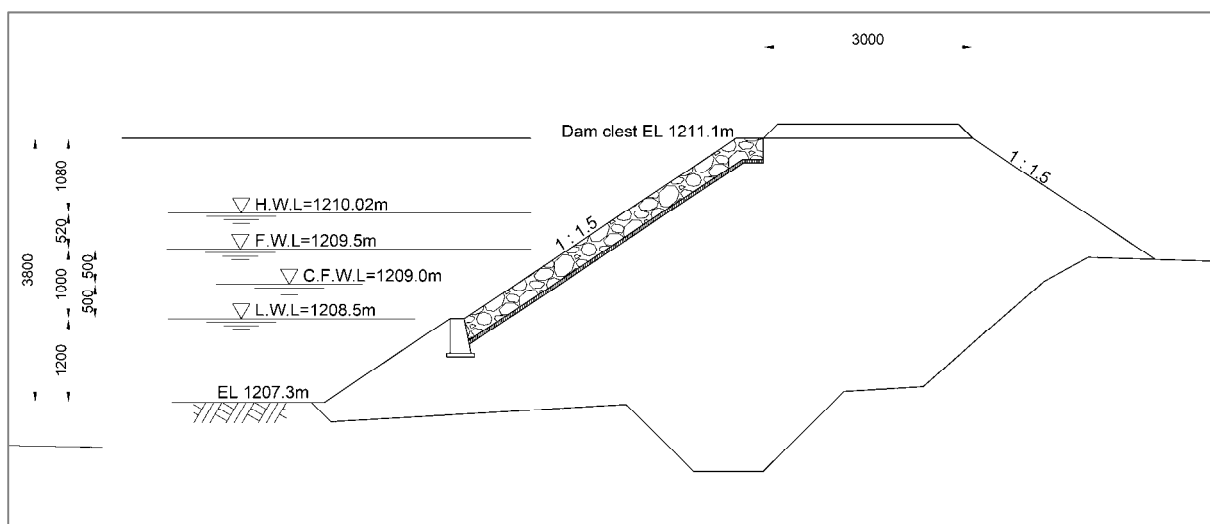 3000
Dam clest EL 1211.1m
1 : 1.5
1080
H.W.L=1210.02m
520
F.W.L=1209.5m
1 : 1.5
3800
1000
500
C.F.W.L=1209.0m
500
L.W.L=1208.5m
1200
EL 1207.3m